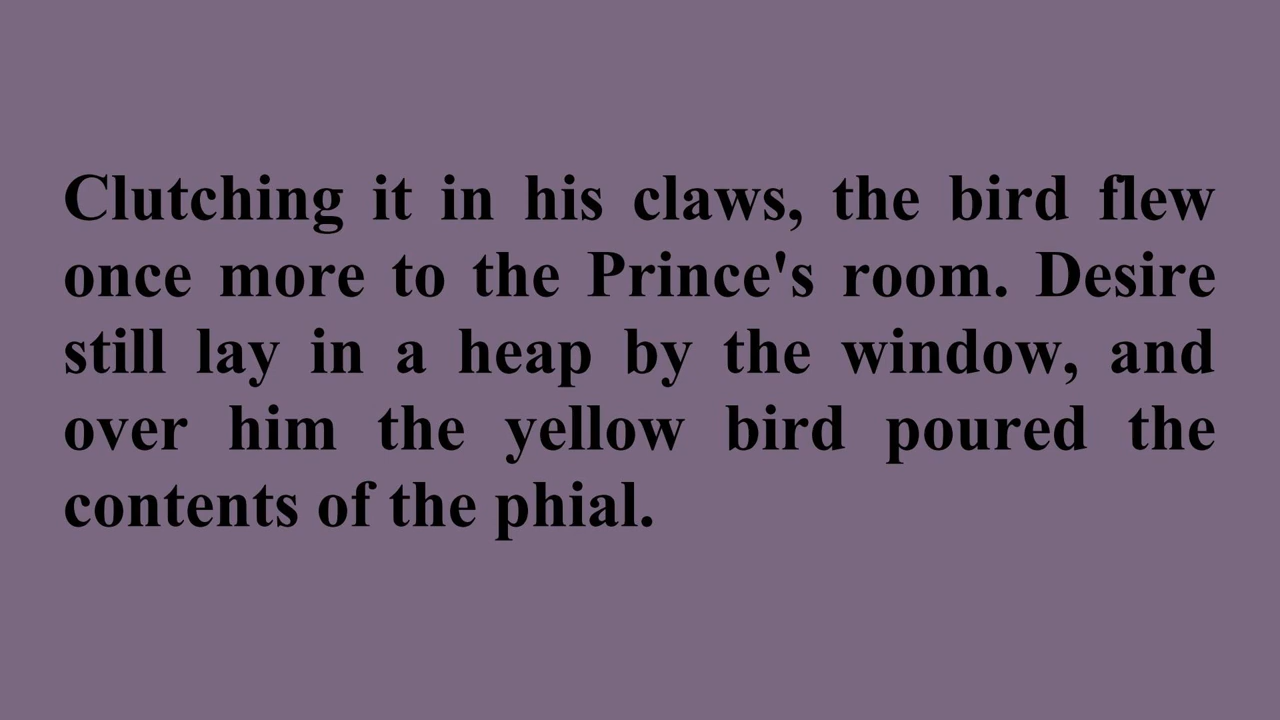 Clutching it in his claws, the bird flew
once more to the Prince's room. Desire
still lay in a heap by the window, and
over him the yellow bird poured the
contents of the phial.